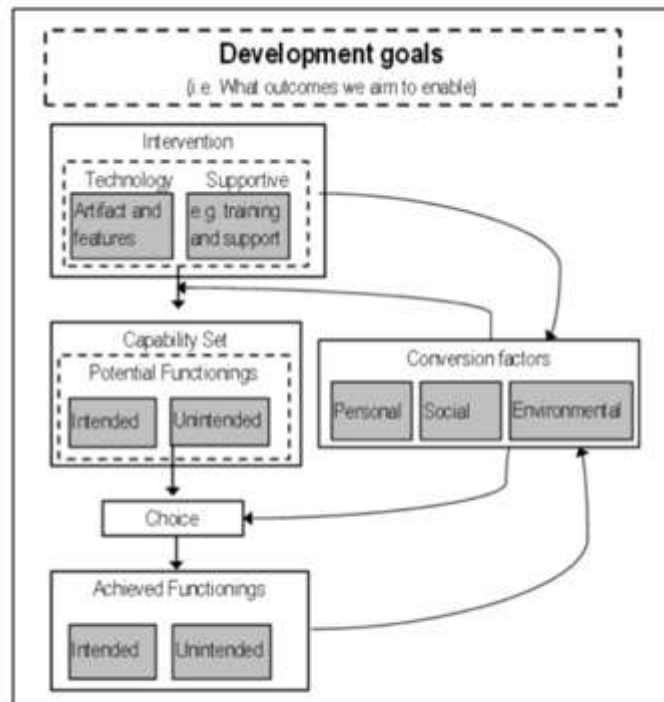 Development goals
(i.e. What outcomes we aim to enable)
Intervention
Technology Supportive
Artifact and features
e.g. training and support
Capability Set
Potential Functionings
Intended Unintended
Conversion factors
Personal Social Environmental
Choice
Achieved Functionings
Intended Unintended